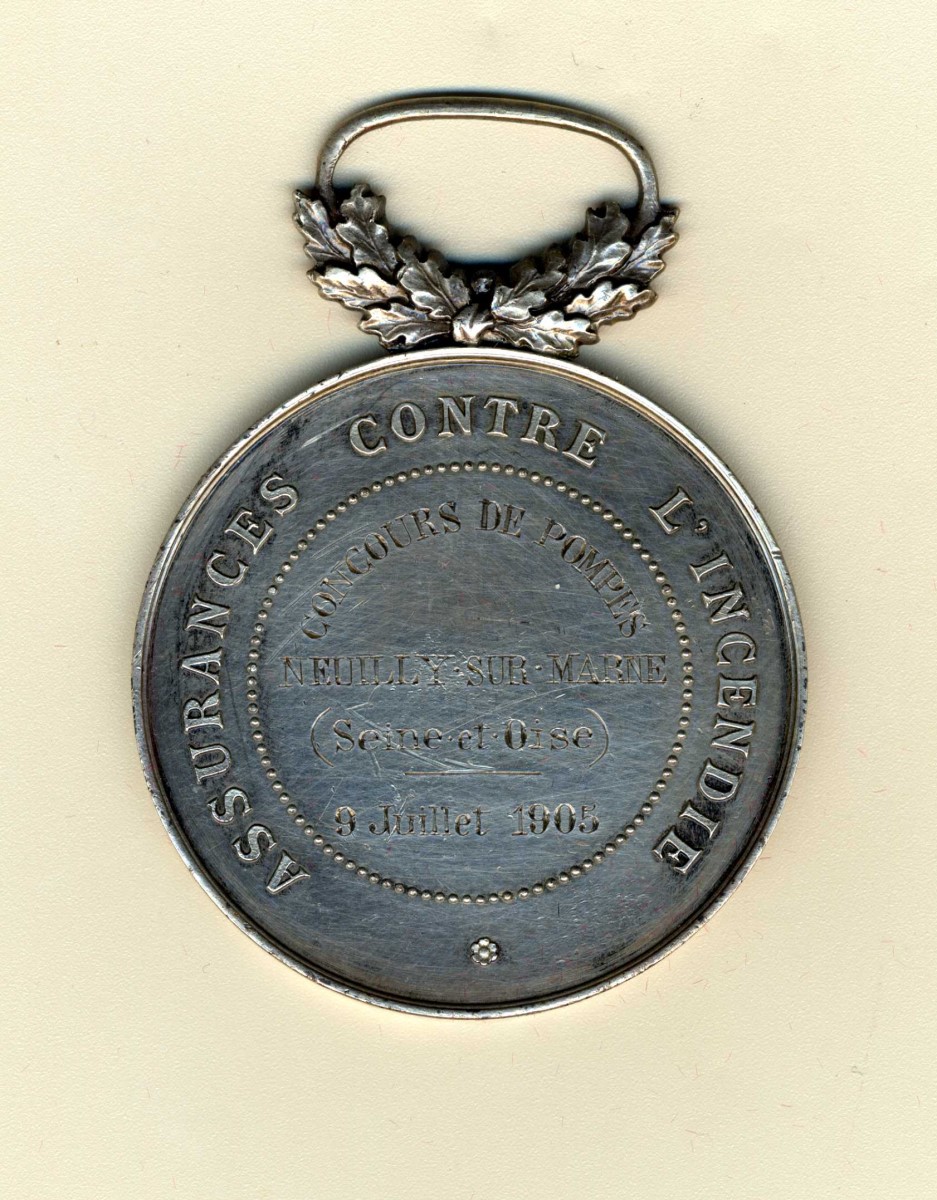 ASSURANCES CONTRE L'INCENDIE
CONCOURS DE POMPES
NEUILLY·SUR·MARNE
(Seine·et·Oise)
9 Juillet 1905